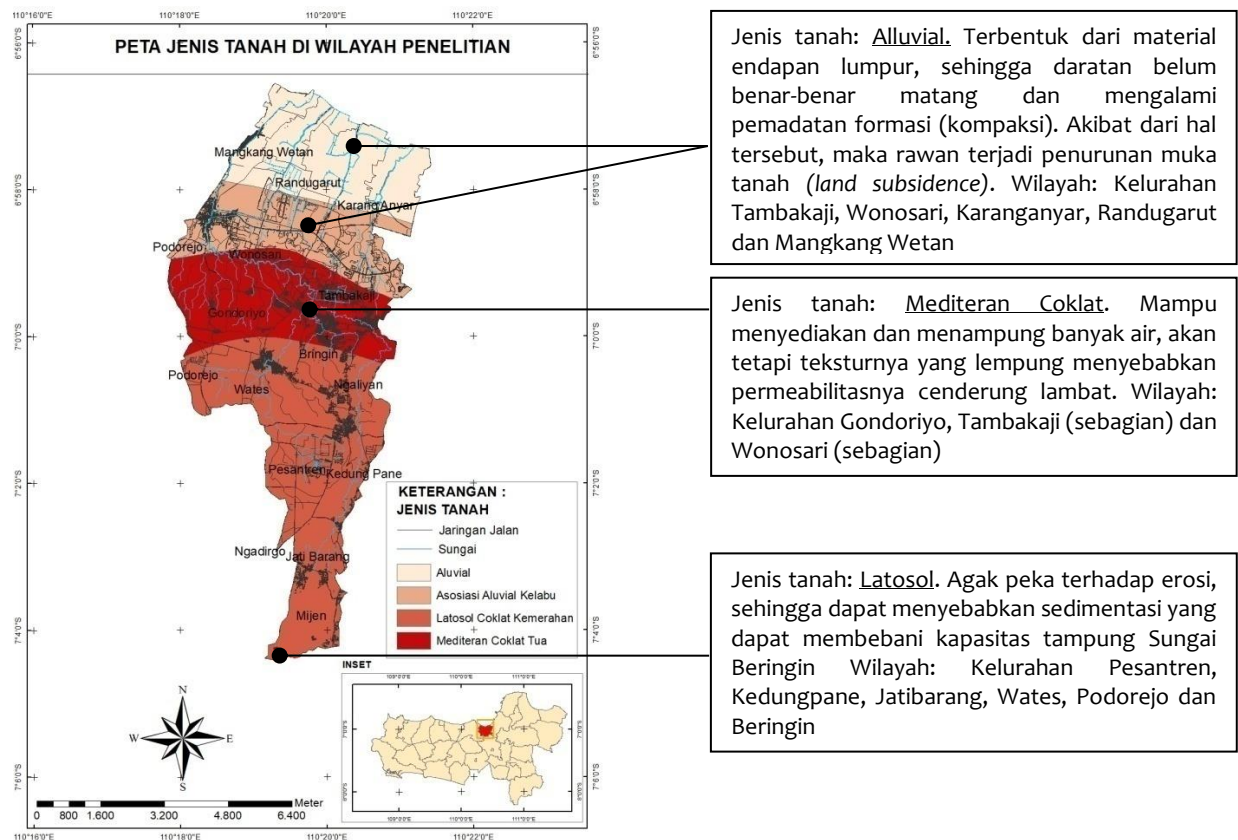 110°16'0"E
110°18'0"E
110°20'0"E
110°22'0"E
PETA JENIS TANAH DI WILAYAH PENELITIAN
6°56'0"S
6°56'0"S
Mangkang Wetan
Randugarut
6°58'0"S
6°58'0"S
Karang Anyar
Podorejo
Wonosari
Tambakaji
Gondoriyo
7°0'0"S
7°0'0"S
Bringin
Podorejo
Wates
Ngaliyan
Pesantren
Kedung Pane
7°2'0"S
7°2'0"S
Ngadirgo
Jati Barang
Mijen
7°4'0"S
7°4'0"S
KETERANGAN :
JENIS TANAH
Jaringan Jalan
Sungai
Aluvial
Asosiasi Aluvial Kelabu
Latosol Coklat Kemerahan
Mediteran Coklat Tua
INSET
N
W E
S
7°6'0"S
7°6'0"S
Meter
0 800 1.600 3.200 4.800 6.400
110°16'0"E
110°18'0"E
110°20'0"E
110°22'0"E
Jenis tanah: Alluvial. Terbentuk dari material
endapan lumpur, sehingga daratan belum
benar-benar matang dan mengalami
pemadatan formasi (kompaksi). Akibat dari hal
tersebut, maka rawan terjadi penurunan muka
tanah (land subsidence). Wilayah: Kelurahan
Tambakaji, Wonosari, Karanganyar, Randugarut
dan Mangkang Wetan
Jenis tanah: Mediteran Coklat. Mampu
menyediakan dan menampung banyak air, akan
tetapi teksturnya yang lempung menyebabkan
permeabilitasnya cenderung lambat. Wilayah:
Kelurahan Gondoriyo, Tambakaji (sebagian) dan
Wonosari (sebagian)
Jenis tanah: Latosol. Agak peka terhadap erosi,
sehingga dapat menyebabkan sedimentasi yang
dapat membebani kapasitas tampung Sungai
Beringin Wilayah: Kelurahan Pesantren,
Kedungpane, Jatibarang, Wates, Podorejo dan
Beringin